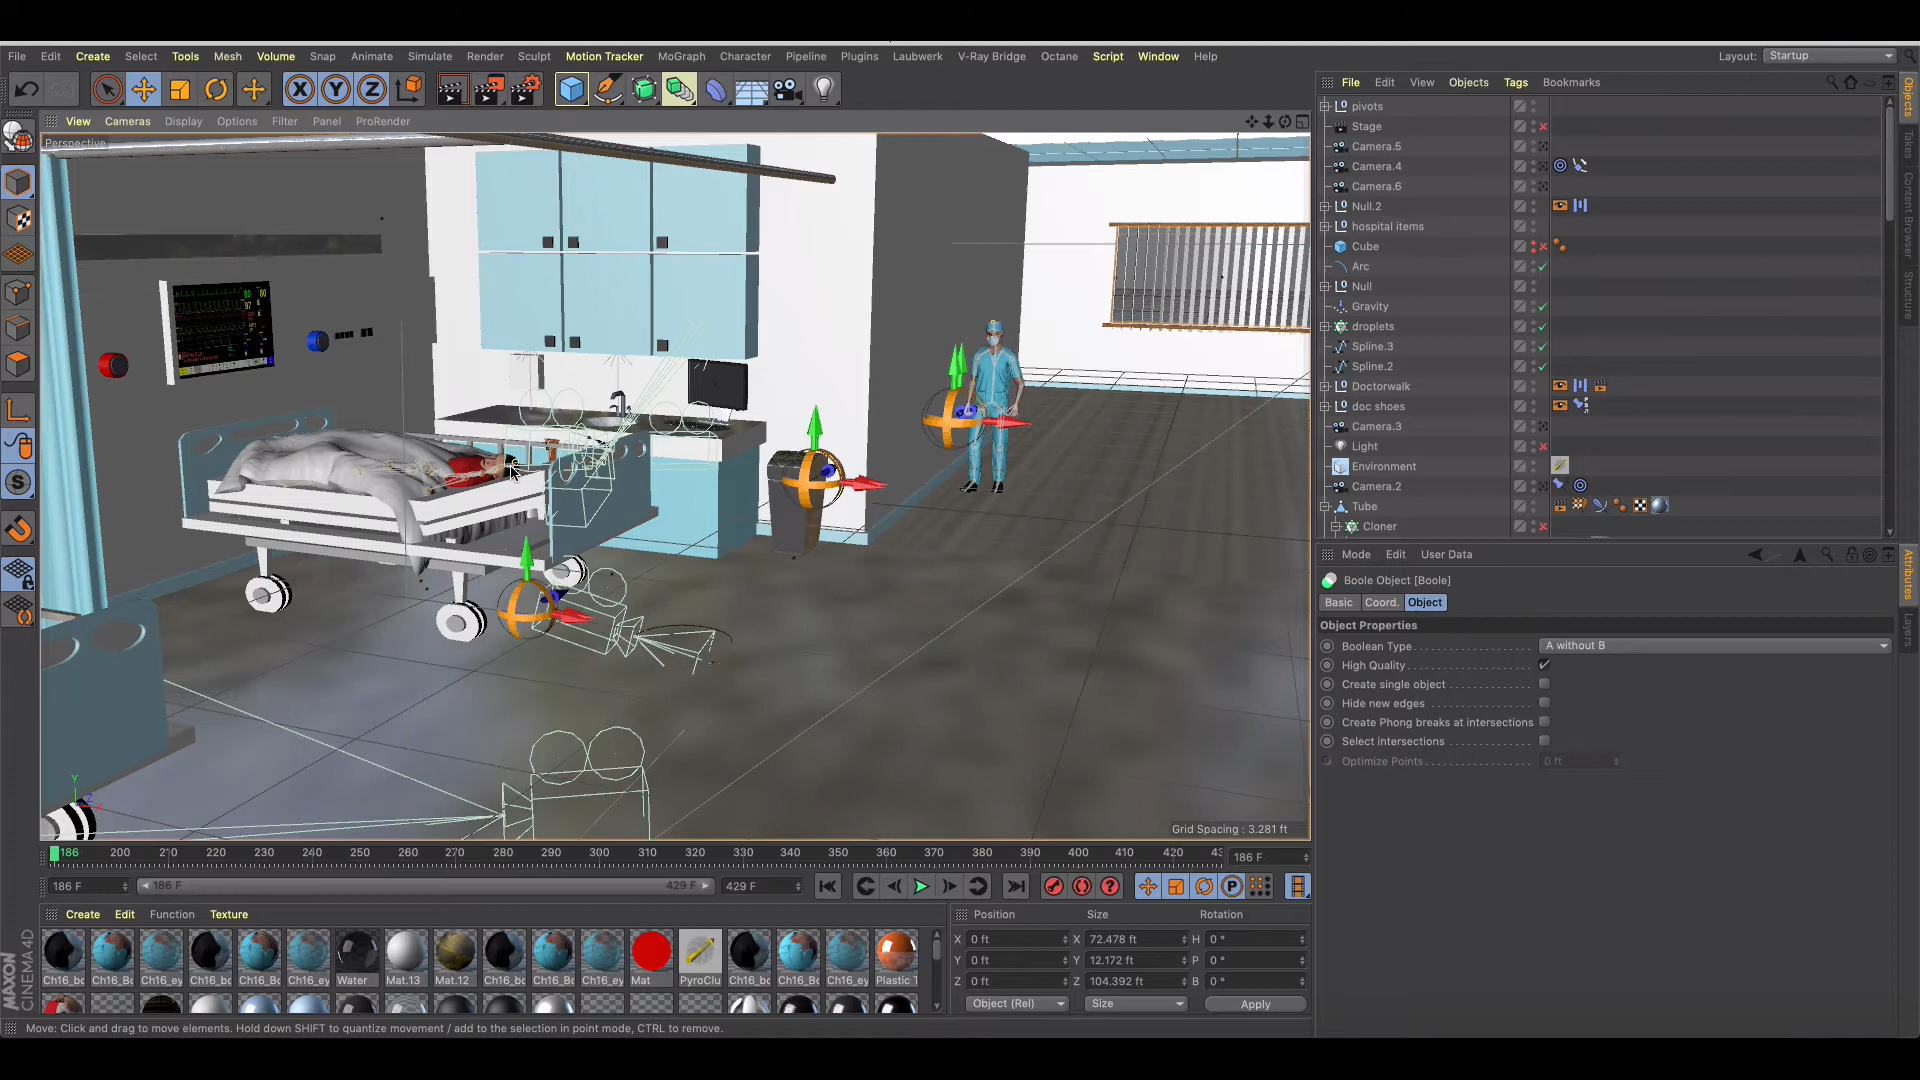 File Edit Create Select Tools Mesh Volume Snap Animate Simulate Render Sculpt Motion Tracker MoGraph Character Pipeline Plugins Laubwerk V-Ray Bridge Octane Script Window Help Layout: Startup
X Y Z
File Edit View Objects Tags Bookmarks
View Cameras Display Options Filter Panel ProRender
Perspective
pivots
Stage
Camera.5
Camera.4
Camera.6
Null.2
hospital items
Cube
Arc
Null
Gravity
droplets
Spline.3
Spline.2
Doctorwalk
doc shoes
Camera.3
Light
Environment
Camera.2
Tube
Cloner
Objects
Takes
Content Browser
Structure
Mode Edit User Data
Boole Object [Boole]
Basic Coord. Object
Object Properties
Boolean Type A without B
High Quality
Create single object
Hide new edges
Create Phong breaks at intersections
Select intersections
Optimize Points 0 ft
Attributes
Layers
Grid Spacing : 3.281 ft
186 200 210 220 230 240 250 260 270 280 290 300 310 320 330 340 350 360 370 380 390 400 410 420 186 F
186 F 186 F 429 F 429 F
Create Edit Function Texture
Position Size Rotation
X 0 ft X 72.478 ft H 0 °
Y 0 ft Y 12.172 ft P 0 °
Z 0 ft Z 104.392 ft B 0 °
Object (Rel) Size Apply
Ch16_bc Ch16_Bc Ch16_ey Ch16_bc Ch16_Bc Ch16_ey Water Mat.13 Mat.12 Ch16_bc Ch16_Bc Ch16_ey Mat PyroClu Ch16_bc Ch16_Bc Ch16_ey Plastic T
MAXON CINEMA 4D
Move: Click and drag to move elements. Hold down SHIFT to quantize movement / add to the selection in point mode, CTRL to remove.